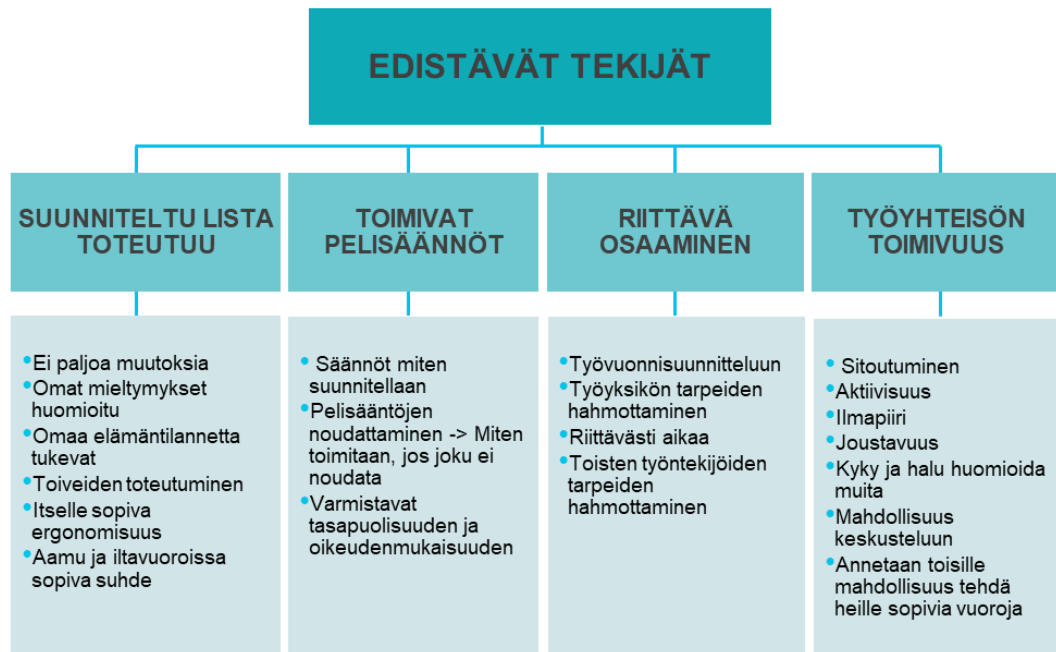 EDISTÄVÄT TEKIJÄT
SUUNNITELTU LISTA
TOTEUTUU
•Ei paljoa muutoksia
•Omat mieltymykset
huomioitu
•Omaa elämäntilannetta
tukevat
•Toiveiden toteutuminen
•Itselle sopiva
ergonomisuus
•Aamu ja iltavuoroissa
sopiva suhde
TOIMIVAT
PELISÄÄNNÖT
• Säännöt miten
suunnitellaan
•Pelisääntöjen
noudattaminen -> Miten
toimitaan, jos joku ei
noudata
•Varmistavat
tasapuolisuuden ja
oikeudenmukaisuuden
RIITTÄVÄ
OSAAMINEN
•Työvuonnisuunnitteluun
•Työyksikön tarpeiden
hahmottaminen
•Riittävästi aikaa
•Toisten työntekijöiden
tarpeiden
hahmottaminen
TYÖYHTEISÖN
TOIMIVUUS
• Sitoutuminen
•Aktiivisuus
•Ilmapiiri
•Joustavuus
•Kyky ja halu huomioida
muita
•Mahdollisuus
keskusteluun
•Annetaan toisille
mahdollisuus tehdä
heille sopivia vuoroja